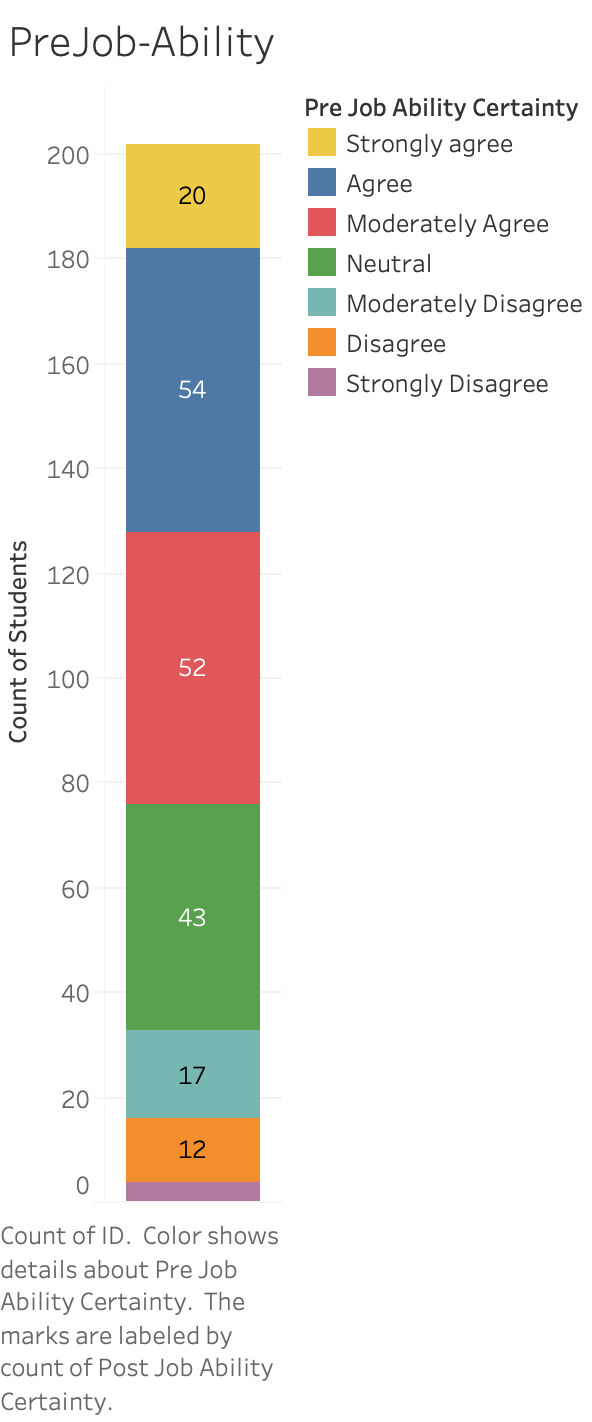 PreJob-Ability
Pre Job Ability Certainty
Strongly agree
Agree
Moderately Agree
Neutral
Moderately Disagree
Disagree
Strongly Disagree
Count of Students
200
180
160
140
120
100
80
60
40
20
0
20
54
52
43
17
12
Count of ID.  Color shows
details about Pre Job
Ability Certainty.  The
marks are labeled by
count of Post Job Ability
Certainty.